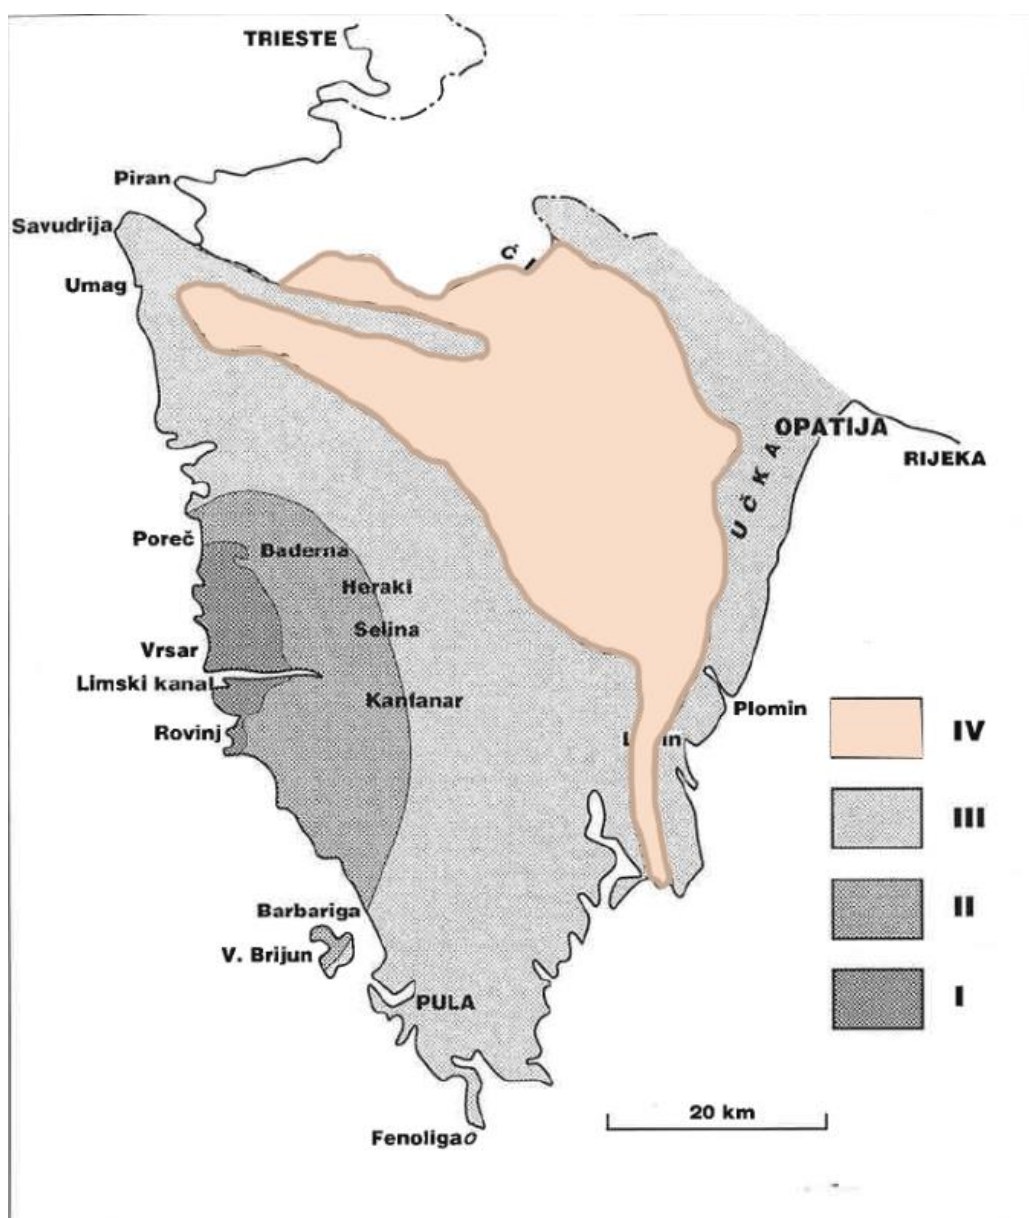 TRIESTE
Piran
Savudrija
Umag
OPATIJA
RIJEKA
UČKA
Poreč
Baderna
Heraki
Selina
Vrsar
Limski kanal
Kanfanar
Rovinj
Plomin
IV
III
II
I
Barbariga
V. Brijun
PULA
20 km
Fenoliga